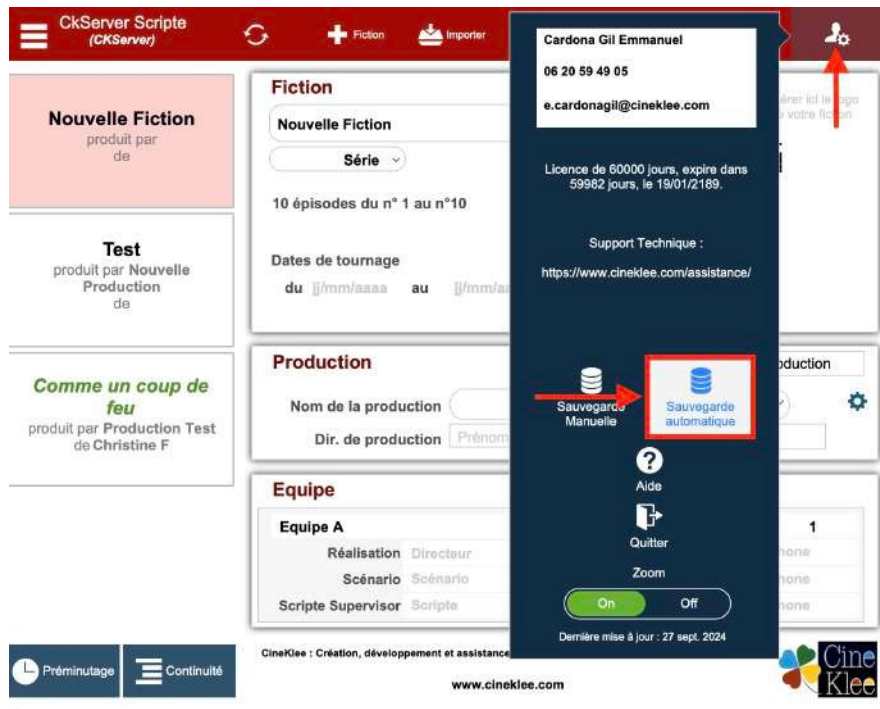 CkServer Scripte
(CKServer)
Fiction
Importer
Nouvelle Fiction
produit par
de
Test
produit par Nouvelle
Production
de
Comme un coup de
feu
produit par Production Test
de Christine F
Préminutage
Continuité
Fiction
Nouvelle Fiction
Série
10 épisodes du n° 1 au n°10
Dates de tournage
du jj/mm/aaaa au jj/mm/aa
Production
Nom de la production
Dir. de production Prénom
Equipe
Equipe A
1
Réalisation Directeur
Scénario Scénario
Scripte Supervisor Scripte
CineKlee : Création, développement et assistance
www.cineklee.com
Cardona Gil Emmanuel
06 20 59 49 05
e.cardonagil@cineklee.com
Licence de 60000 jours, expire dans
59982 jours, le 19/01/2189.
Support Technique :
https://www.cineklee.com/assistance/
Sauvegarde
Manuelle
Sauvegarde
automatique
Aide
Quitter
Zoom
On Off
Dernière mise à jour : 27 sept. 2024
votre fiction
Cine
Klee